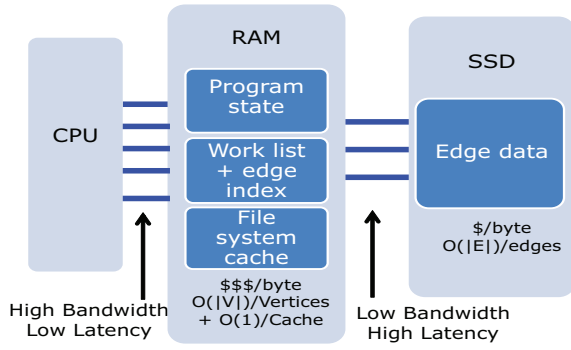 CPU
RAM
Program
state
Work list
+ edge
index
File
system
cache
$$$/byte
O(|V|)/Vertices
+ O(1)/Cache
SSD
Edge data
$/byte
O(|E|)/edges
High Bandwidth
Low Latency
Low Bandwidth
High Latency